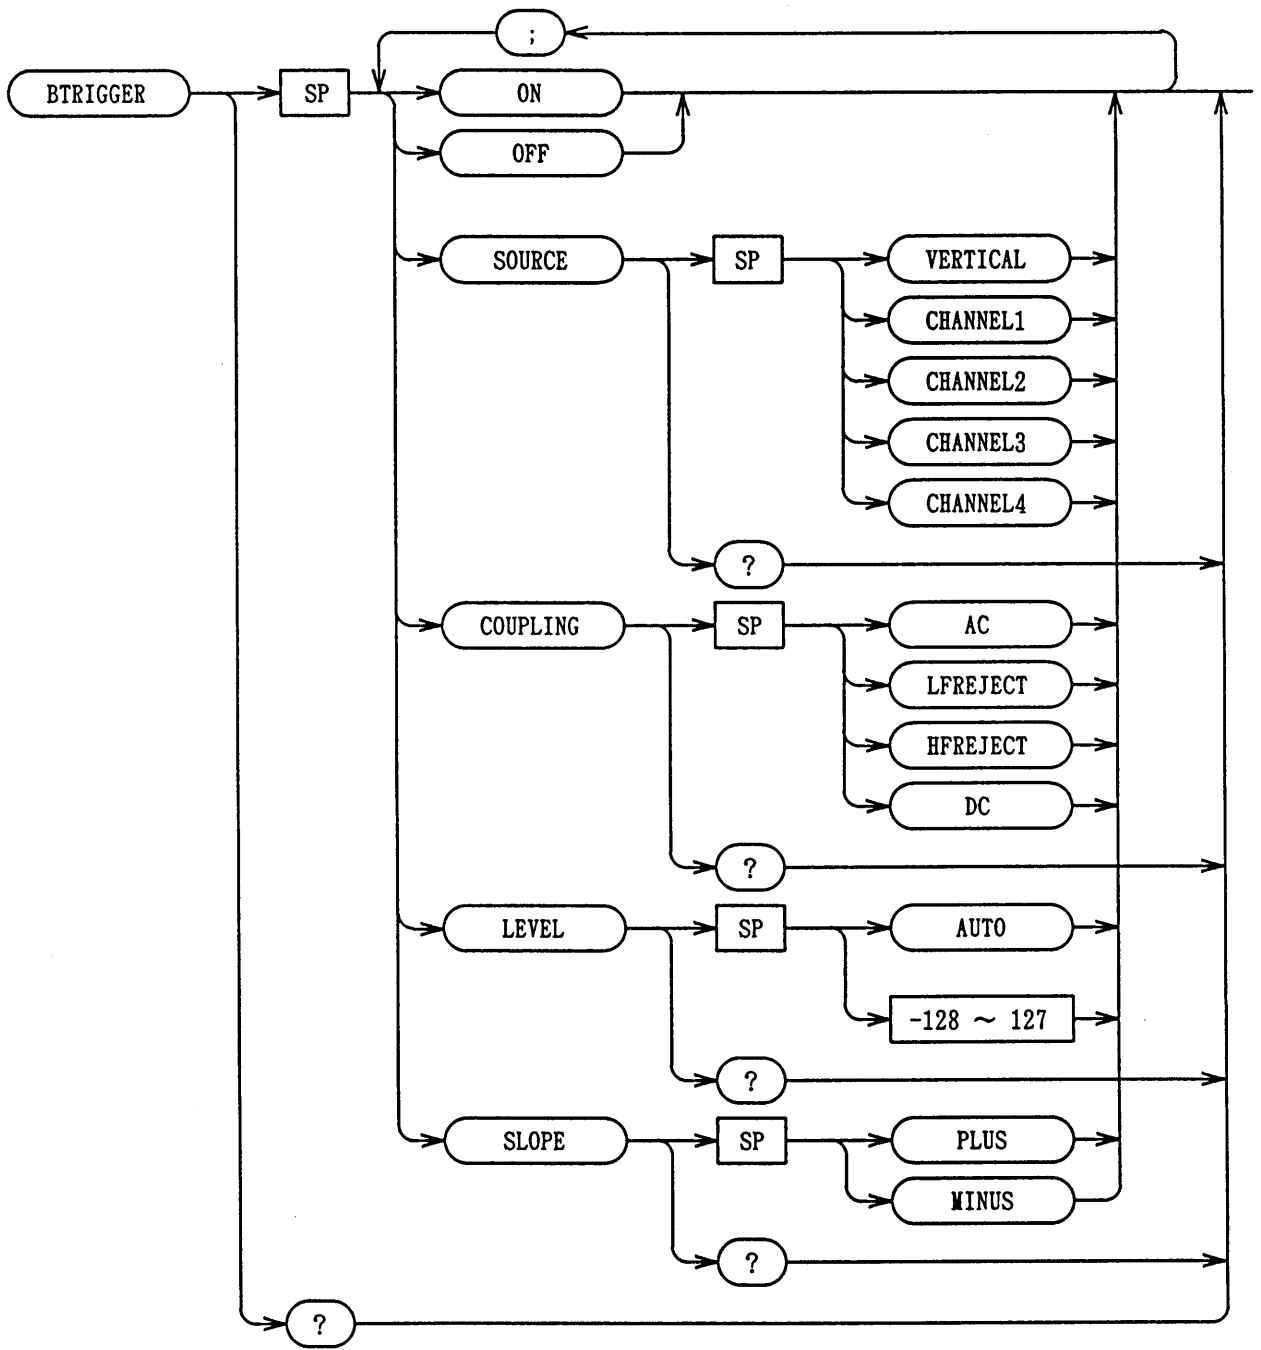 ;
BTRIGGER SP ON
OFF
SOURCE SP VERTICAL
CHANNEL1
CHANNEL2
CHANNEL3
CHANNEL4
?
COUPLING SP AC
LFREJECT
HFREJECT
DC
?
LEVEL SP AUTO
-128 ~ 127
?
SLOPE SP PLUS
MINUS
?
?